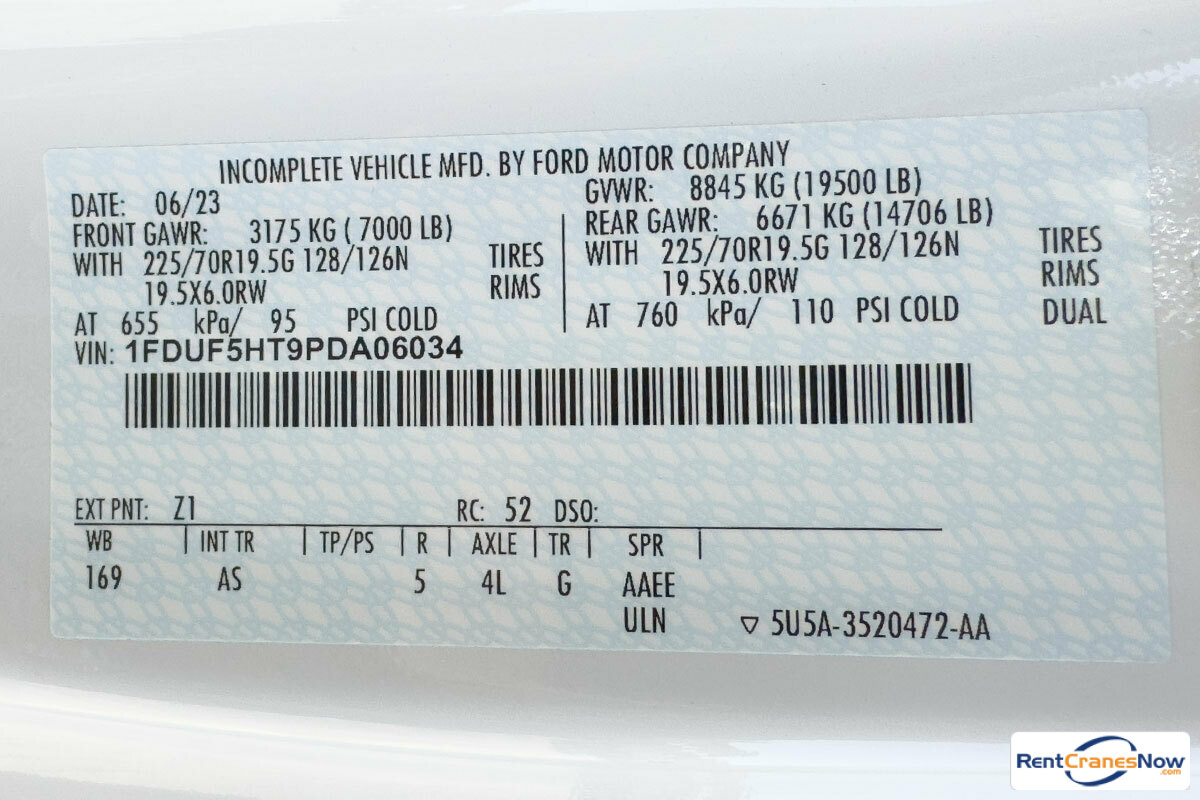 INCOMPLETE VEHICLE MFD. BY FORD MOTOR COMPANY
DATE: 06/23
FRONT GAWR: 3175 KG ( 7000 LB)
WITH 225/70R19.5G 128/126N TIRES
19.5X6.0RW RIMS
AT 655 kPa/ 95 PSI COLD
GVWR: 8845 KG (19500 LB)
REAR GAWR: 6671 KG (14706 LB)
WITH 225/70R19.5G 128/126N TIRES
19.5X6.0RW RIMS
AT 760 kPa/ 110 PSI COLD DUAL
VIN: 1FDUF5HT9PDA06034
EXT PNT: Z1 RC: 52 DSO:
WB | INT TR | TP/PS | R | AXLE | TR | SPR |
169 AS 5 4L G AAEE
ULN ▽ 5U5A-3520472-AA
RentCranesNow
.com